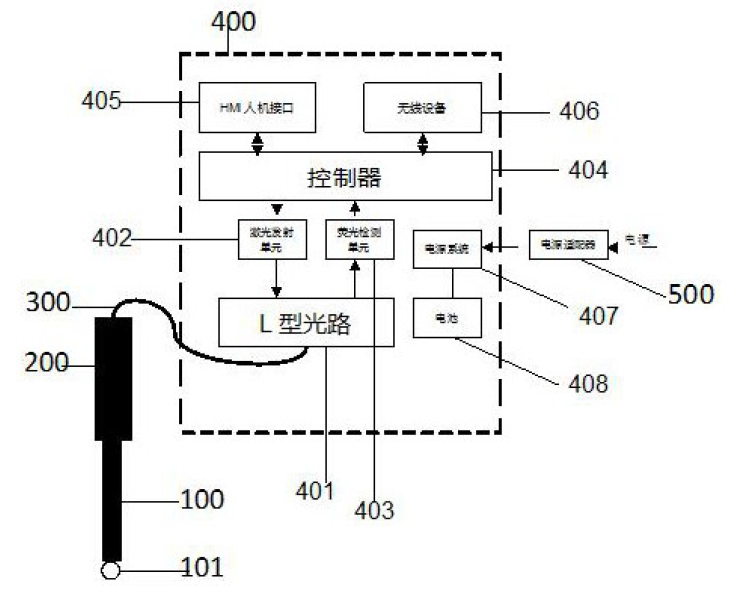 400
405
HMI 人机接口
无线设备
406
控制器
404
402
激光发射
单元
荧光检测
单元
电源系统
电源适配器
电源
300
L 型光路
电池
407
500
200
408
100
401
403
101